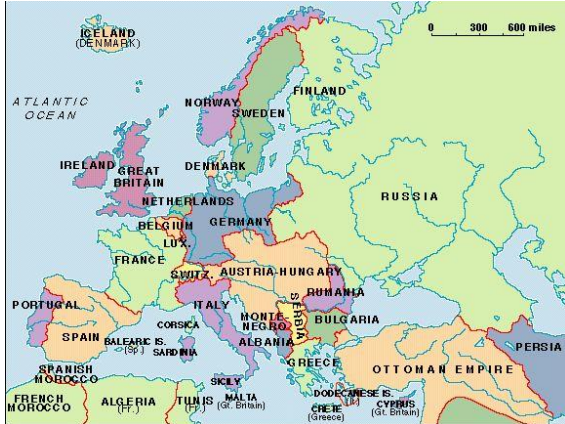 ICELAND
(DENMARK)
0 300 600 miles
ATLANTIC
OCEAN
NORWAY
SWEDEN
FINLAND
IRELAND
GREAT
BRITAIN
DENMARK
RUSSIA
NETHERLANDS
BELGIUM
GERMANY
LUX.
FRANCE
SWITZ.
AUSTRIA-HUNGARY
PORTUGAL
SPAIN
ITALY
RUMANIA
SERBIA
CORSICA
MONTE-
NEGRO
BULGARIA
BALEARIC IS.
(Sp.)
SARDINIA
ALBANIA
GREECE
PERSIA
OTTOMAN EMPIRE
SPANISH
MOROCCO
SICILY
FRENCH
MOROCCO
ALGERIA
(Fr.)
TUNIS
(Fr.)
MALTA
(Gt. Britain)
DODECANESE IS.
(It.)
CRETE
(Greece)
CYPRUS
(Gt. Britain)